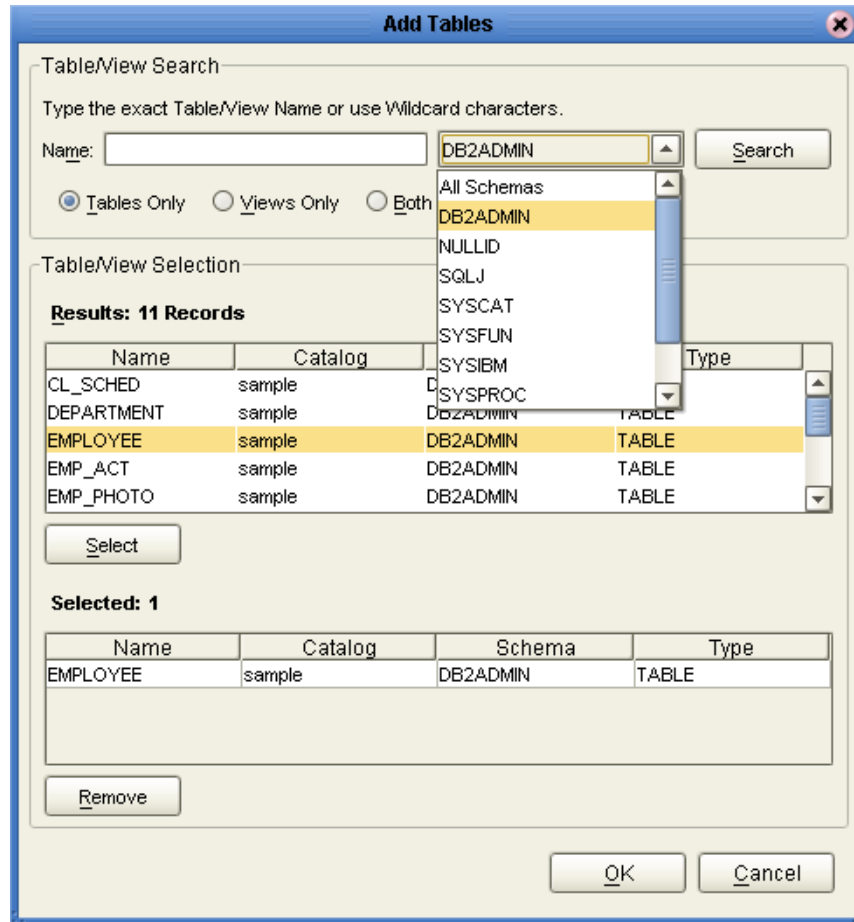 Add Tables
Table/View Search
Type the exact Table/View Name or use Wildcard characters.
Name: DB2ADMIN Search
Tables Only Views Only Both
All Schemas
DB2ADMIN
NULLID
SQLJ
SYSCAT
SYSFUN
SYSIBM
SYSPROC
Table/View Selection
Results: 11 Records
Name Catalog Type
CL_SCHED sample
DEPARTMENT sample DB2ADMIN TABLE
EMPLOYEE sample DB2ADMIN TABLE
EMP_ACT sample DB2ADMIN TABLE
EMP_PHOTO sample DB2ADMIN TABLE
Select
Selected: 1
Name Catalog Schema Type
EMPLOYEE sample DB2ADMIN TABLE
Remove
OK Cancel